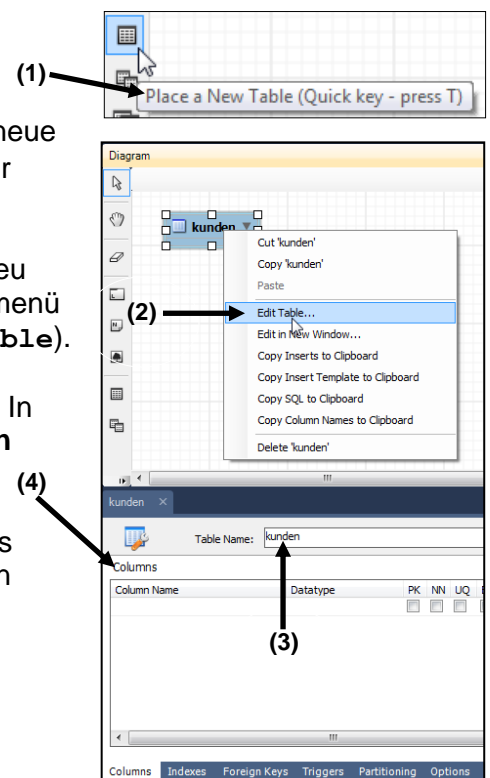 (1)
Place a New Table (Quick key - press T)
neue
r
Diagram
kunden
Cut 'kunden'
Copy 'kunden'
Paste
eu
menü
(2)
Edit Table...
ble).
Edit in New Window...
Copy Inserts to Clipboard
Copy Insert Template to Clipboard
In
Copy SQL to Clipboard
n
Copy Column Names to Clipboard
Delete 'kunden'
(4)
kunden
s
Table Name: kunden
n
Columns
Column Name Datatype PK NN UQ
(3)
Columns Indexes Foreign Keys Triggers Partitioning Options